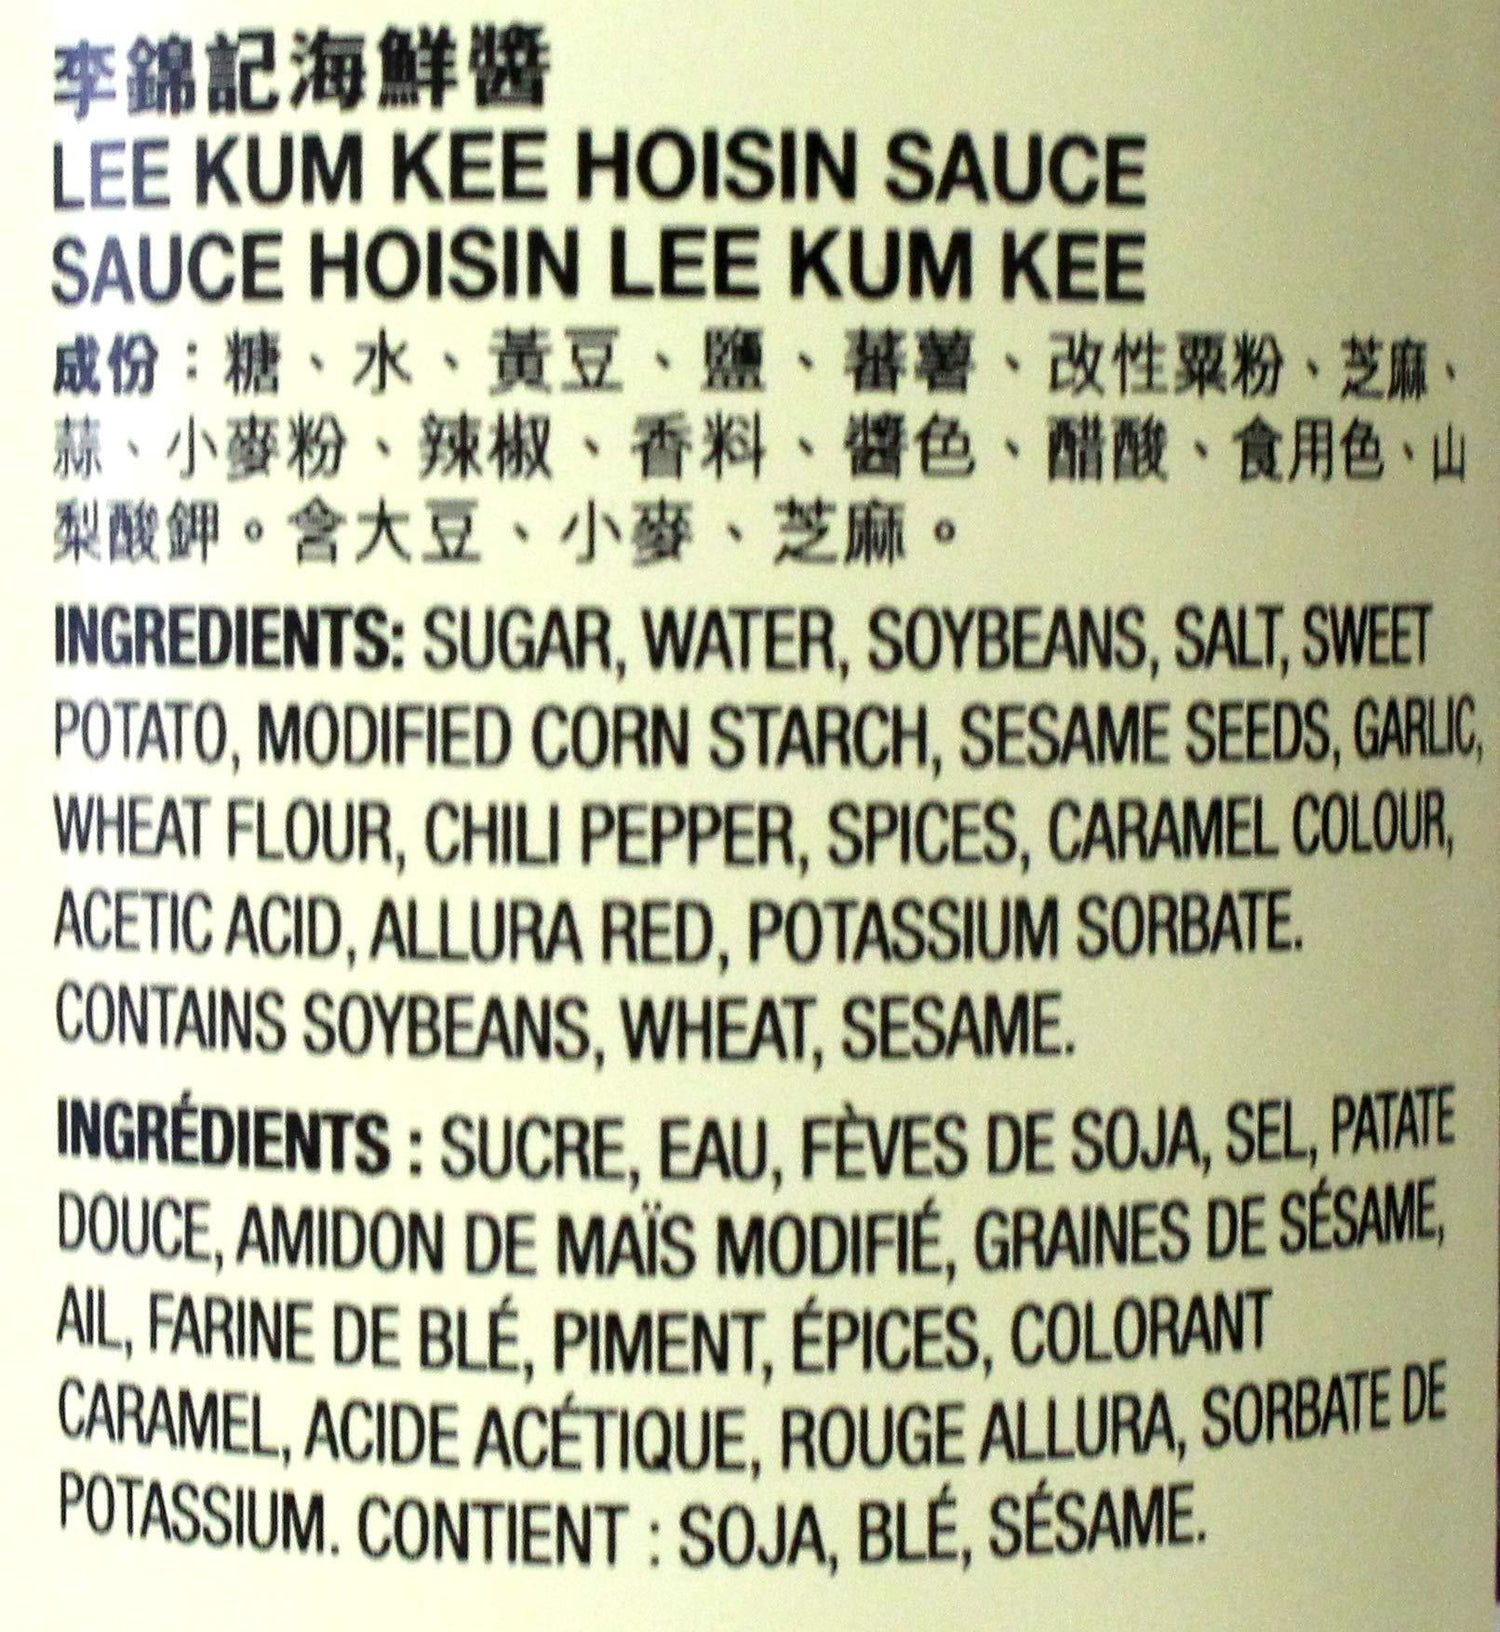 李錦記海鮮醬
LEE KUM KEE HOISIN SAUCE
SAUCE HOISIN LEE KUM KEE
成份：糖、水、黃豆、鹽、蕃薯、改性粟粉、芝麻、
蒜、小麥粉、辣椒、香料、醬色、醋酸、食用色、山
梨酸鉀。含大豆、小麥、芝麻。
INGREDIENTS: SUGAR, WATER, SOYBEANS, SALT, SWEET
POTATO, MODIFIED CORN STARCH, SESAME SEEDS, GARLIC,
WHEAT FLOUR, CHILI PEPPER, SPICES, CARAMEL COLOUR,
ACETIC ACID, ALLURA RED, POTASSIUM SORBATE.
CONTAINS SOYBEANS, WHEAT, SESAME.
INGRÉDIENTS : SUCRE, EAU, FÈVES DE SOJA, SEL, PATATE
DOUCE, AMIDON DE MAÏS MODIFIÉ, GRAINES DE SÉSAME,
AIL, FARINE DE BLÉ, PIMENT, ÉPICES, COLORANT
CARAMEL, ACIDE ACÉTIQUE, ROUGE ALLURA, SORBATE DE
POTASSIUM. CONTIENT : SOJA, BLÉ, SÉSAME.